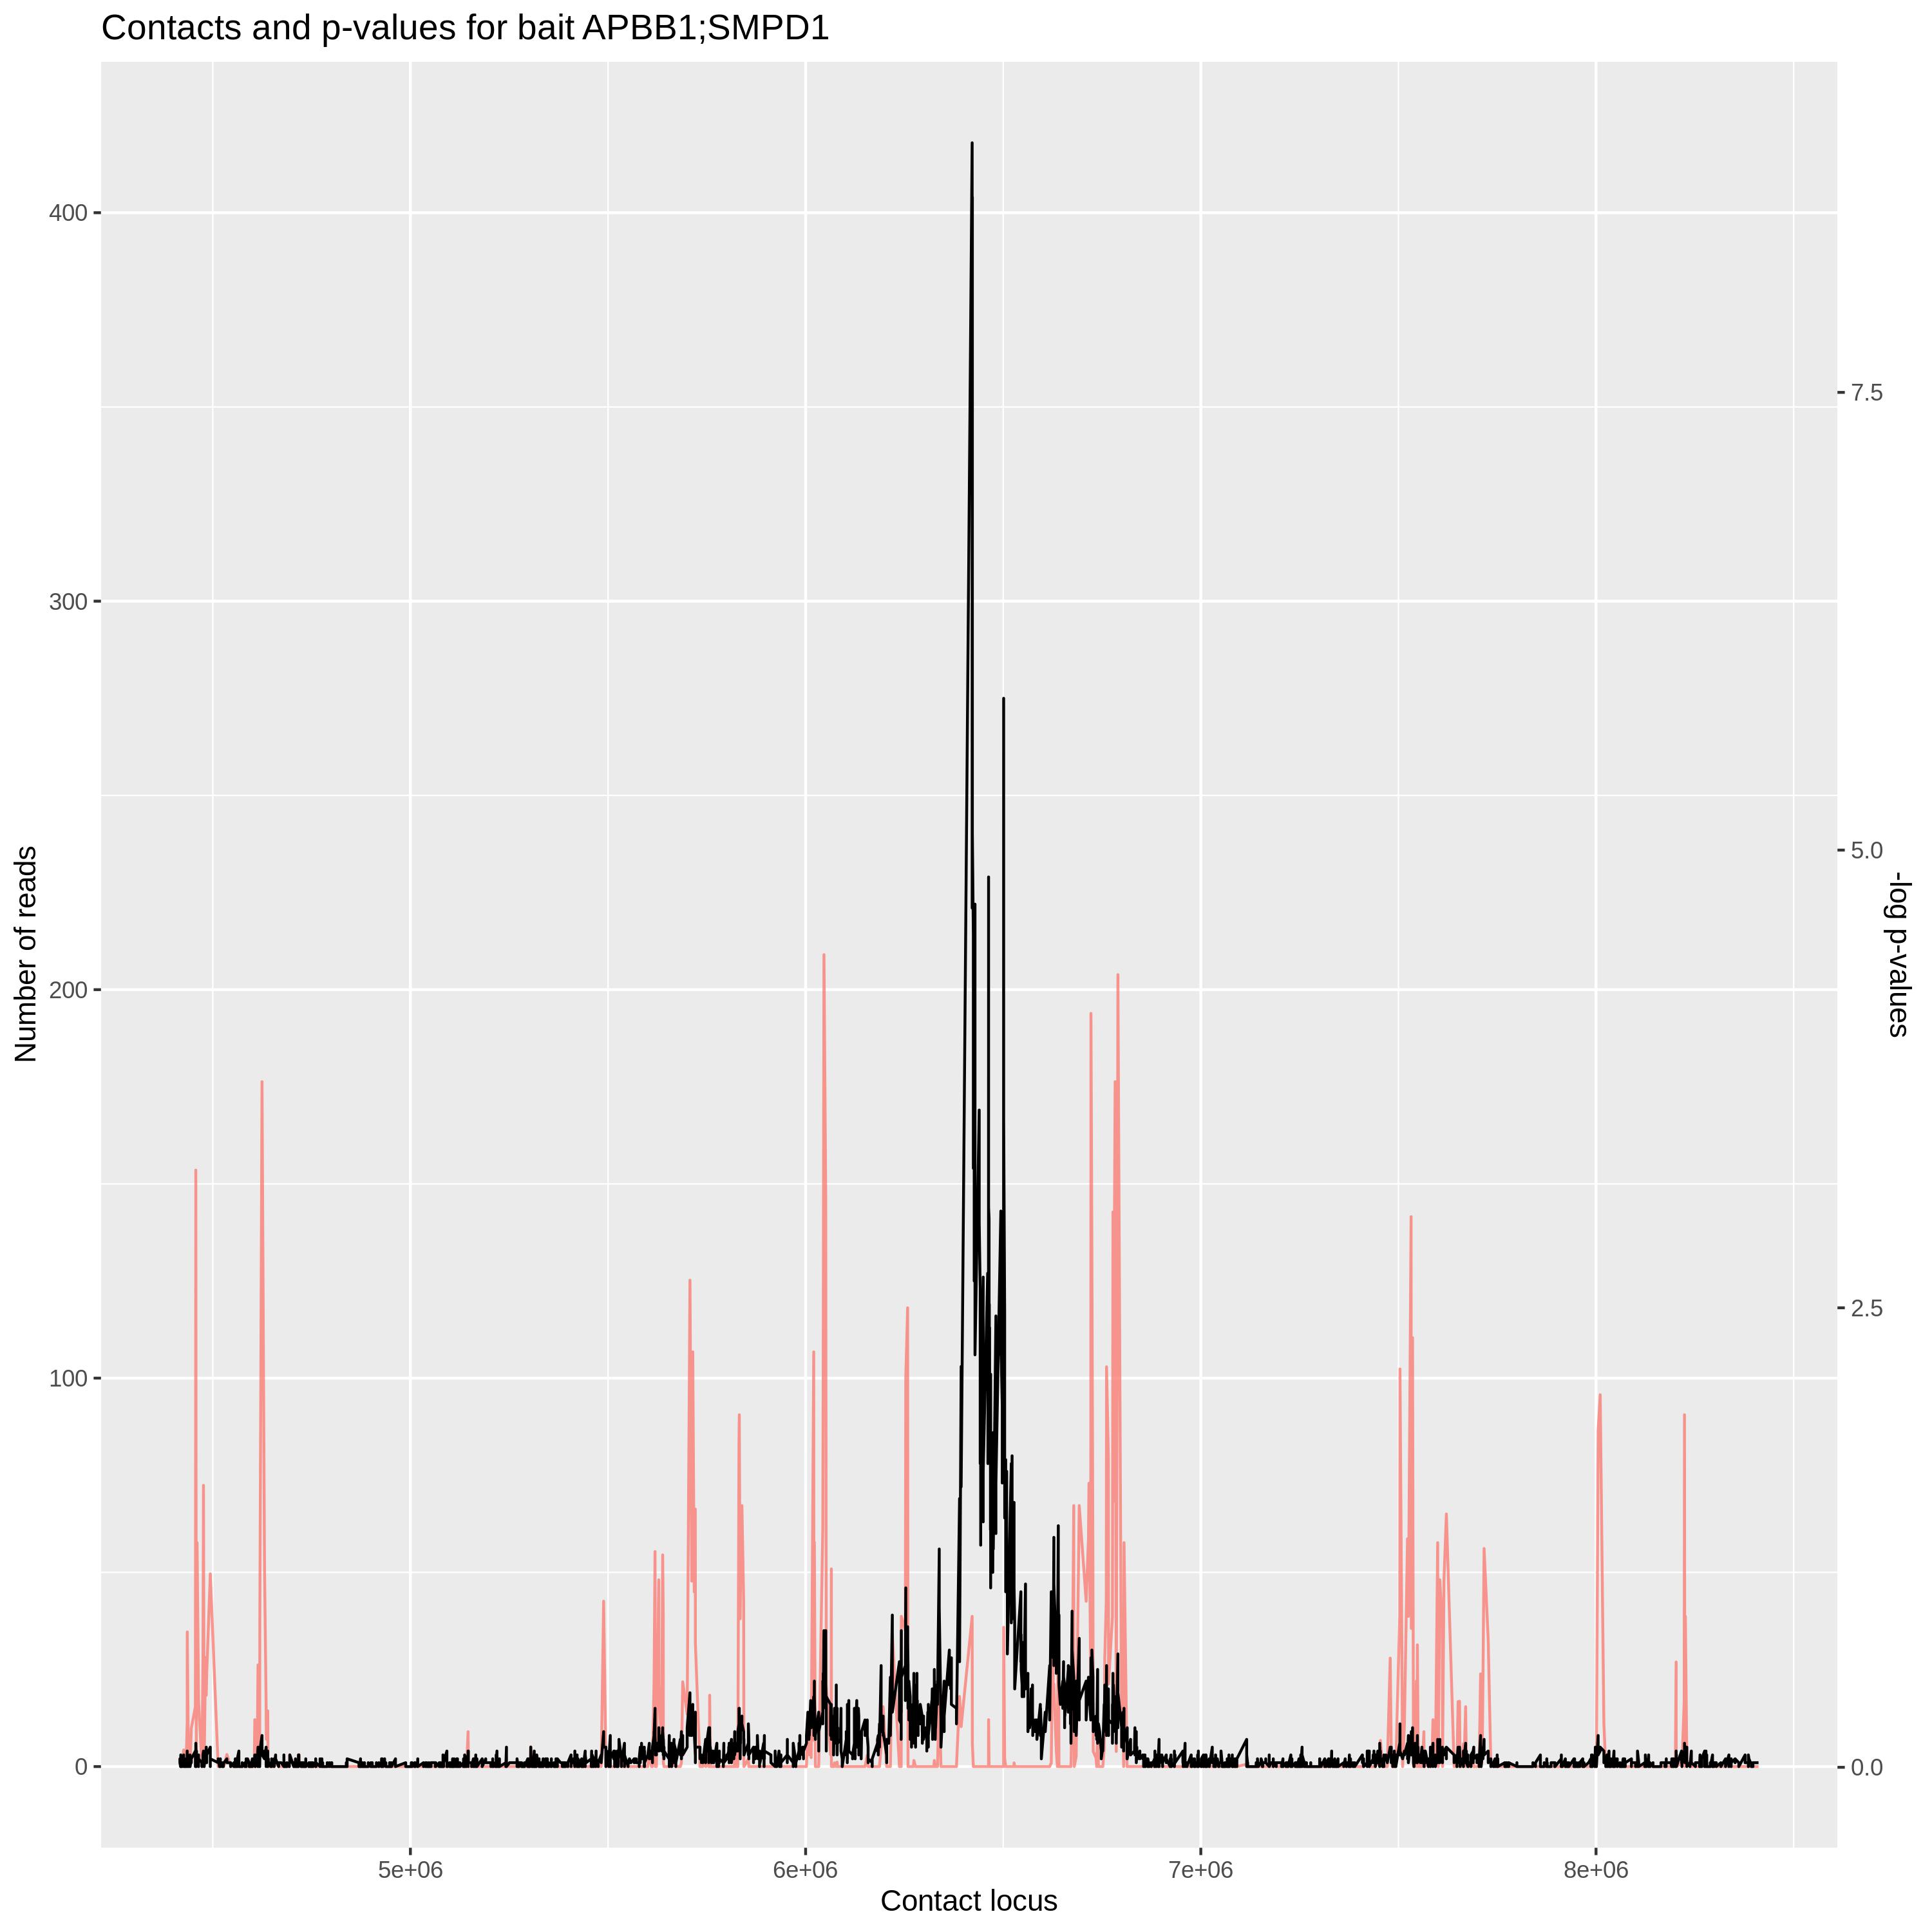 Contacts and p-values for bait APBB1;SMPD1
400
300
200
100
0
Number of reads
7.5
5.0
2.5
0.0
-log p-values
5e+06
6e+06
7e+06
8e+06
Contact locus